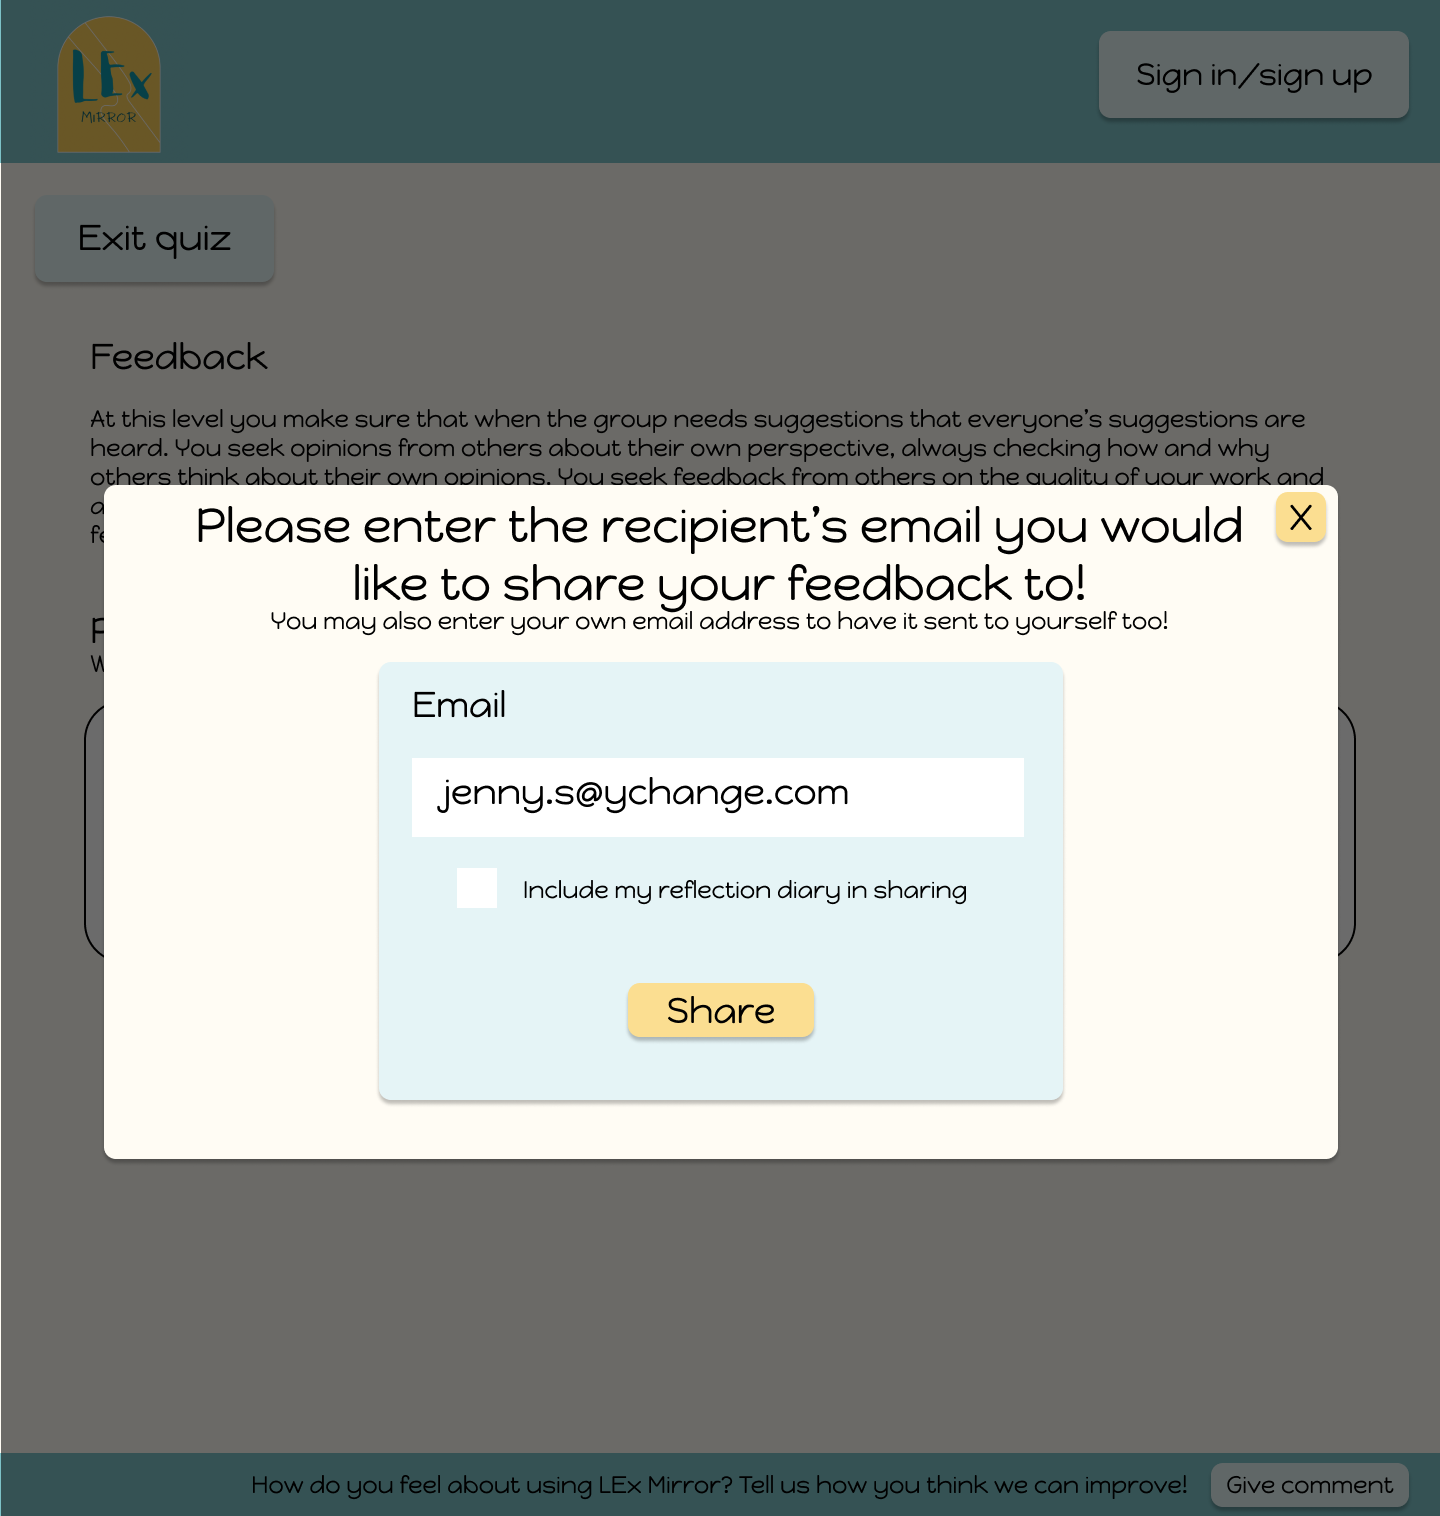 LEx
MIRROR
Sign in/sign up
Exit quiz
Feedback
At this level you make sure that when the group needs suggestions that everyone's suggestions are
heard. You seek opinions from others about their own perspective, always checking how and why
others think about their own opinions. You seek feedback from others on the quality of your work and
Please enter the recipient's email you would
like to share your feedback to!
X
You may also enter your own email address to have it sent to yourself too!
Email
jenny.s@ychange.com
Include my reflection diary in sharing
Share
How do you feel about using LEx Mirror? Tell us how you think we can improve!
Give comment